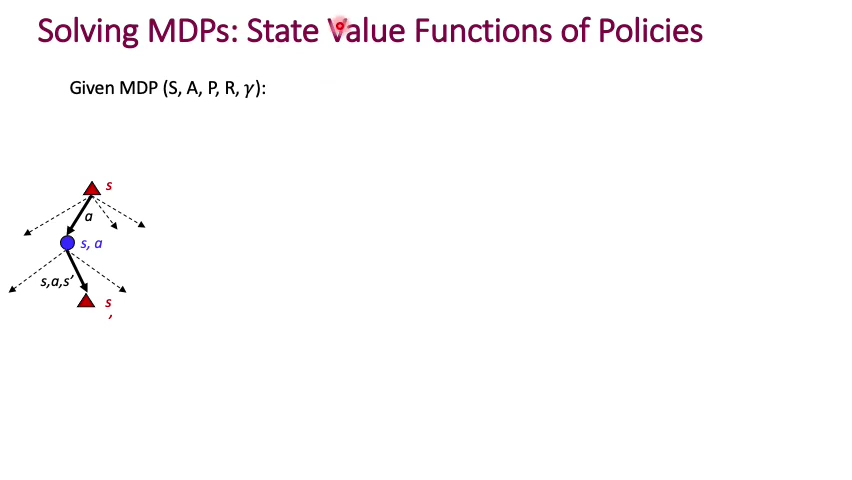 Solving MDPs: State Value Functions of Policies
Given MDP (S, A, P, R, γ):
s
a
s, a
s,a,s’
s
’